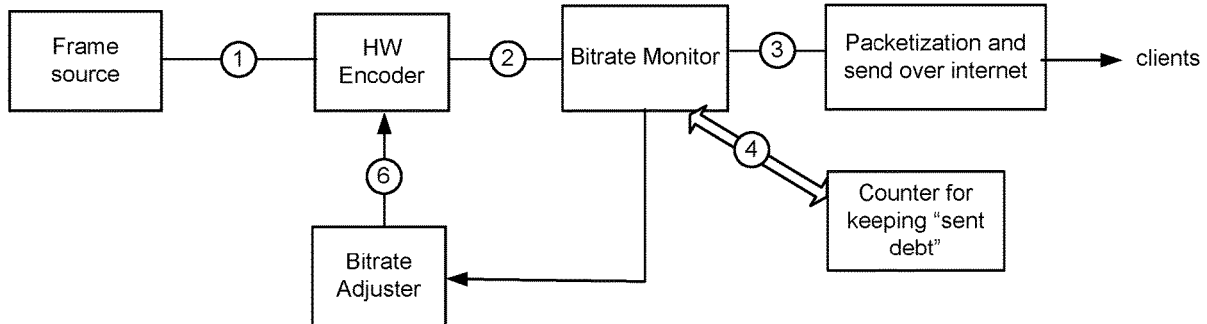 Frame
source
1
HW
Encoder
2
Bitrate Monitor
3
Packetization and
send over internet
clients
4
6
Counter for
keeping “sent
debt”
Bitrate
Adjuster